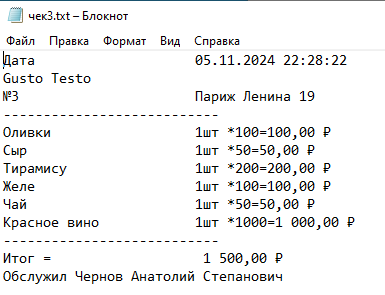 чек3.txt – Блокнот
Файл Правка Формат Вид Справка
Дата 05.11.2024 22:28:22
Gusto Testo
№3 Париж Ленина 19
---------------------------
Оливки 1шт *100=100,00 ₽
Сыр 1шт *50=50,00 ₽
Тирамису 1шт *200=200,00 ₽
Желе 1шт *100=100,00 ₽
Чай 1шт *50=50,00 ₽
Красное вино 1шт *1000=1 000,00 ₽
---------------------------
Итог = 1 500,00 ₽
Обслужил Чернов Анатолий Степанович